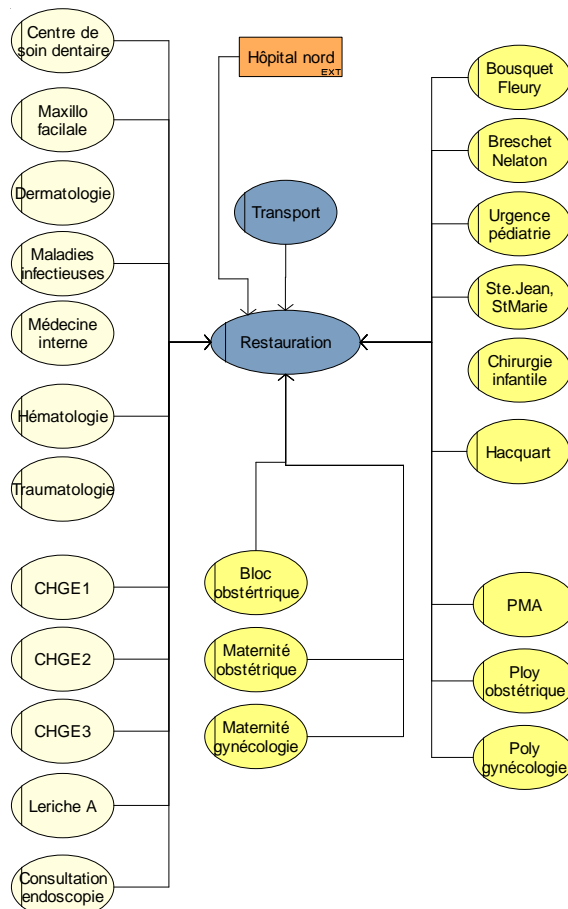 Centre de
soin dentaire
Maxillo
facilale
Dermatologie
Maladies
infectieuses
Médecine
interne
Hématologie
Traumatologie
CHGE1
CHGE2
CHGE3
Leriche A
Consultation
endoscopie
Hôpital nord
EXT
Transport
Restauration
Bloc
obstértrique
Maternité
obstétrique
Maternité
gynécologie
Bousquet
Fleury
Breschet
Nelaton
Urgence
pédiatrie
Ste.Jean,
StMarie
Chirurgie
infantile
Hacquart
PMA
Ploy
obstétrique
Poly
gynécologie